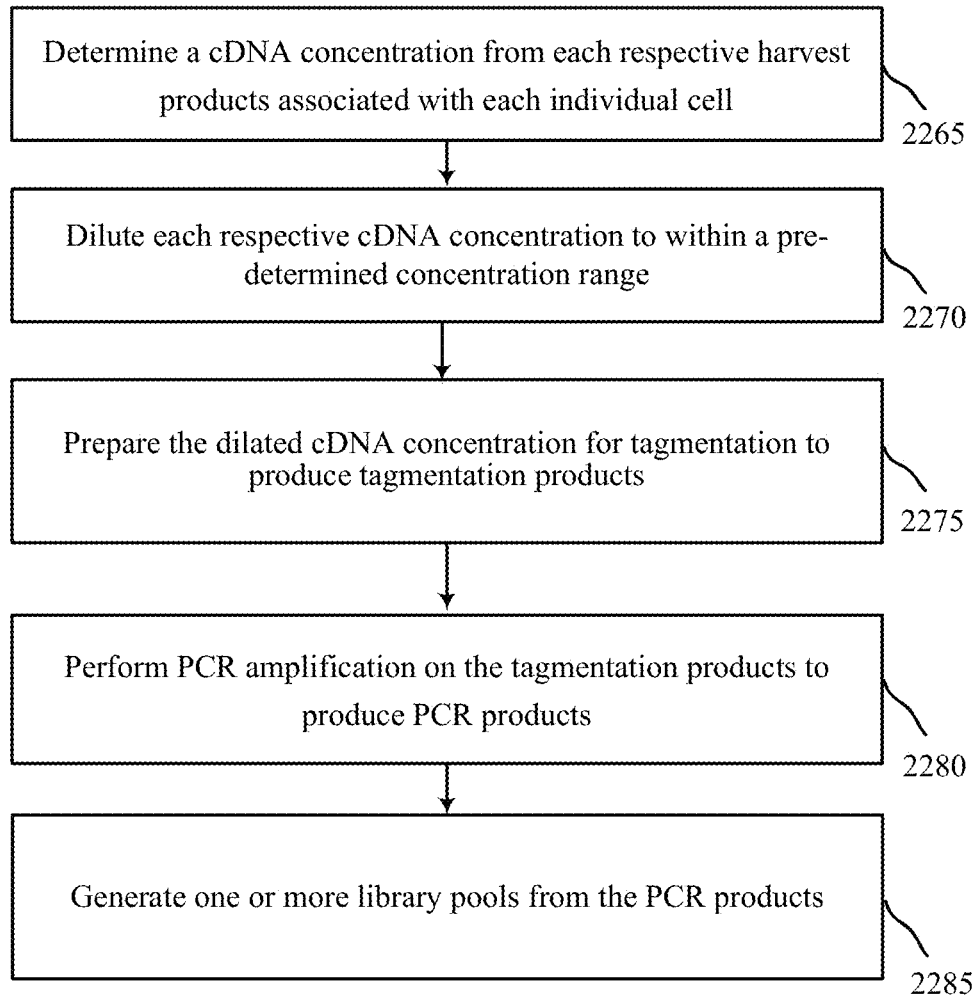 Determine a cDNA concentration from each respective harvest
products associated with each individual cell
2265
Dilute each respective cDNA concentration to within a pre-
determined concentration range
2270
Prepare the dilated cDNA concentration for tagmentation to
produce tagmentation products
2275
Perform PCR amplification on the tagmentation products to
produce PCR products
2280
Generate one or more library pools from the PCR products
2285